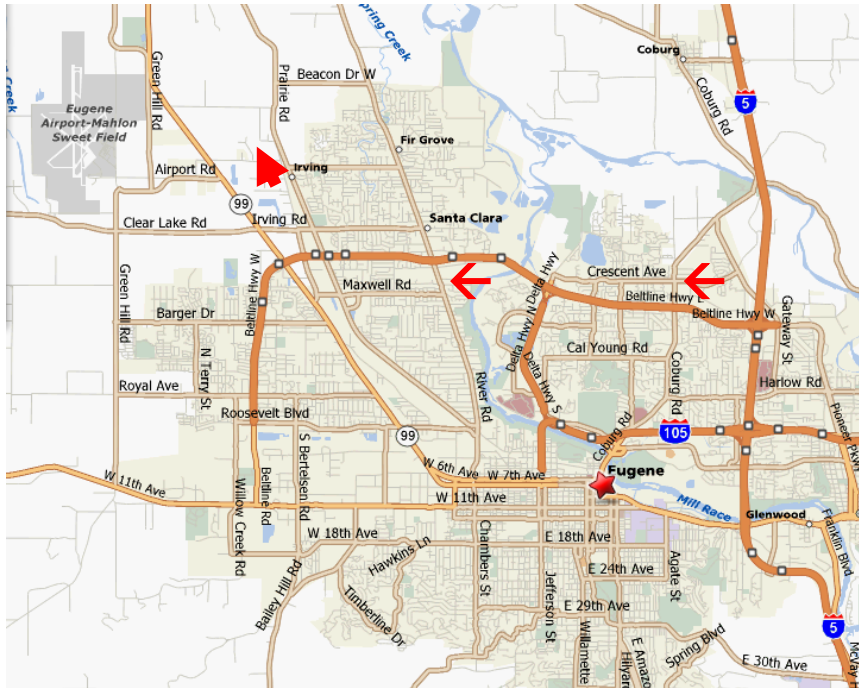 Coburg
Spring Creek
Green Hill Rd
Prairie Rd
Beacon Dr W
5
Coburg Rd
Eugene
Airport-Mahlon
Sweet Field
Fir Grove
Airport Rd
Irving
99
Santa Clara
Clear Lake Rd
Irving Rd
Green Hill Rd
Beltline Hwy W
Maxwell Rd
Delta Hwy
Crescent Ave
Beltline Hwy E
Beltline Hwy W
Gateway St
Barger Dr
N Terry St
Delta Hwy N
Cal Young Rd
Delta Hwy S
River Rd
Coburg Rd
Harlow Rd
Royal Ave
Roosevelt Blvd
99
Coburg Rd
105
Pioneer Pkwy
W 11th Ave
S Bertelsen Rd
Beltline Rd
Willow Creek Rd
W 6th Ave
W 7th Ave
W 11th Ave
Eugene
Mill Race
Glenwood
Franklin Blvd
W 18th Ave
Hawkins Ln
Chambers St
E 18th Ave
E 24th Ave
Agate St
Bailey Hill Rd
Timberline Dr
Jefferson St
E 29th Ave
Willamette
E Amazo
Hilyar
Spring Blvd
E 30th Ave
5
McVay H